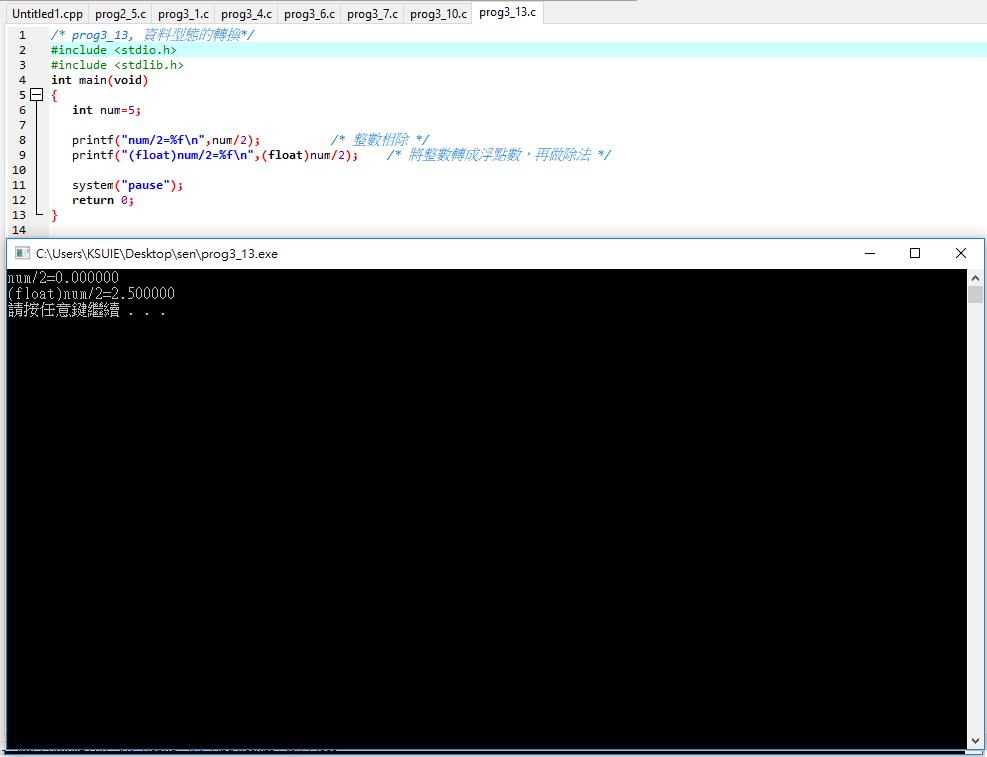 Untitled1.cpp prog2_5.c prog3_1.c prog3_4.c prog3_6.c prog3_7.c prog3_10.c prog3_13.c
1 /* prog3_13, 資料型態的轉換*/
2 #include <stdio.h>
3 #include <stdlib.h>
4 int main(void)
5 {
6 int num=5;
7
8 printf("num/2=%f\n",num/2); /* 整數相除 */
9 printf("(float)num/2=%f\n",(float)num/2); /* 將整數轉成浮點數，再做除法 */
10
11 system("pause");
12 return 0;
13 }
14
C:\Users\KSUIE\Desktop\sen\prog3_13.exe
num/2=0.000000
(float)num/2=2.500000
請按任意鍵繼續 . . .